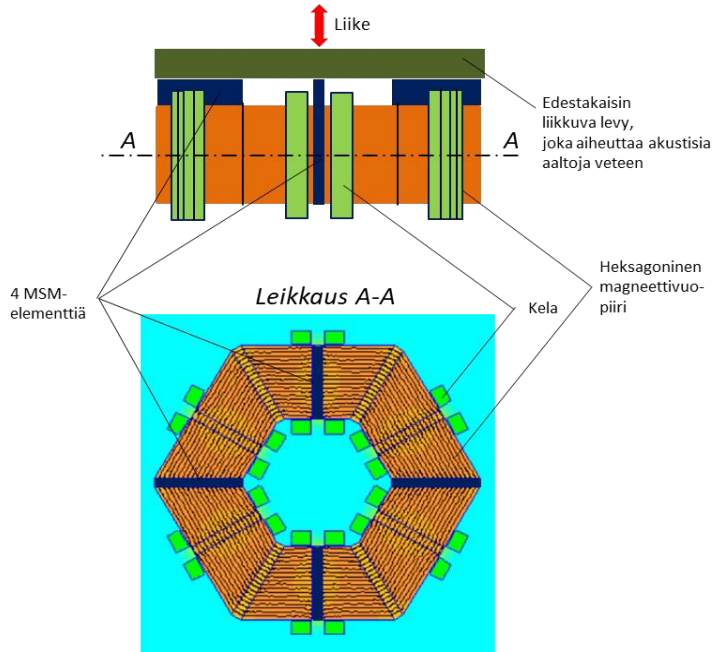 Liike
A
A
Edestakaisin
liikkuva levy,
joka aiheuttaa akustisia
aaltoja veteen
4 MSM-
elementtiä
Leikkaus A-A
Kela
Heksagoninen
magneettivuo-
piiri